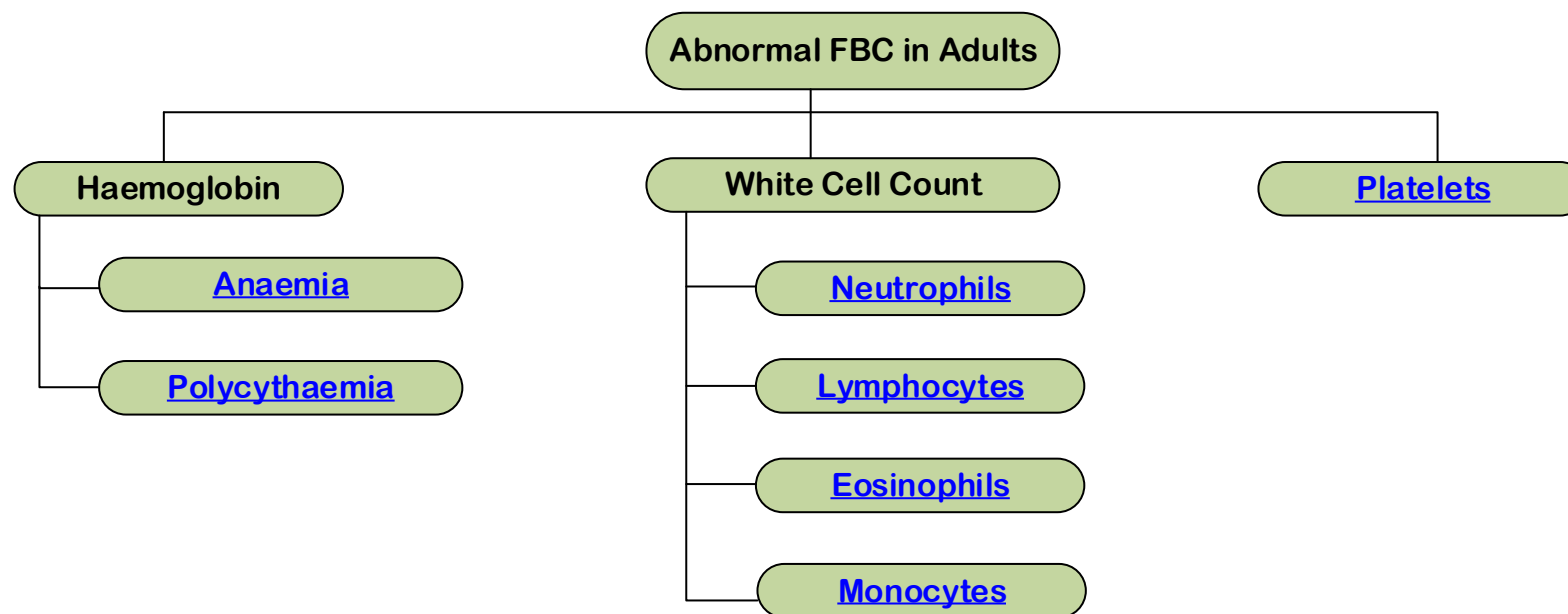 Abnormal FBC in Adults
Haemoglobin
White Cell Count
Platelets
Anaemia
Neutrophils
Polycythaemia
Lymphocytes
Eosinophils
Monocytes